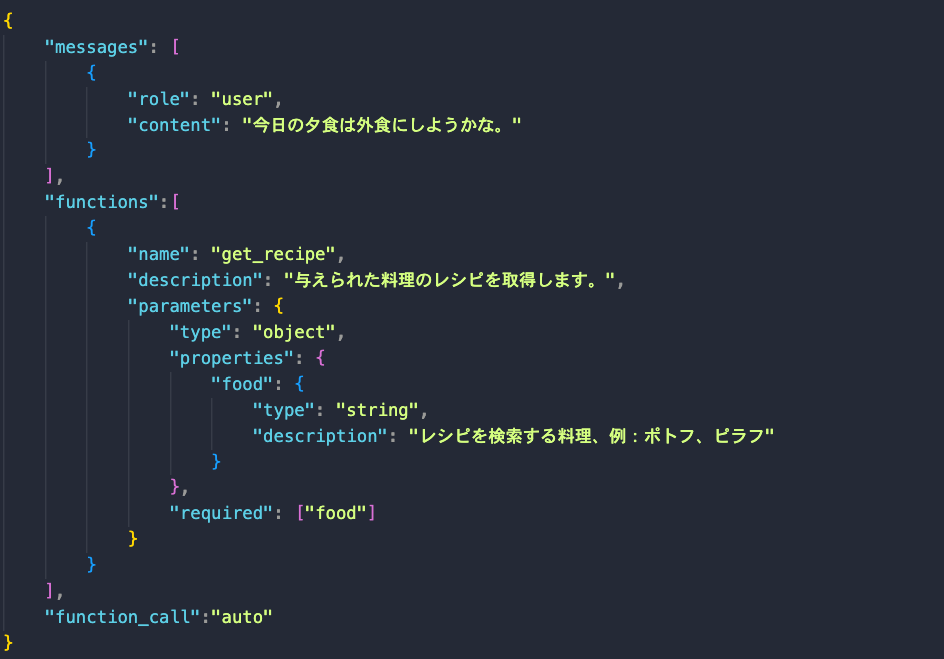 {
    "messages": [
        {
            "role": "user",
            "content": "今日の夕食は外食にしようかな。"
        }
    ],
    "functions":[
        {
            "name": "get_recipe",
            "description": "与えられた料理のレシピを取得します。",
            "parameters": {
                "type": "object",
                "properties": {
                    "food": {
                        "type": "string",
                        "description": "レシピを検索する料理、例：ポトフ、ピラフ"
                    }
                },
                "required": ["food"]
            }
        }
    ],
    "function_call":"auto"
}